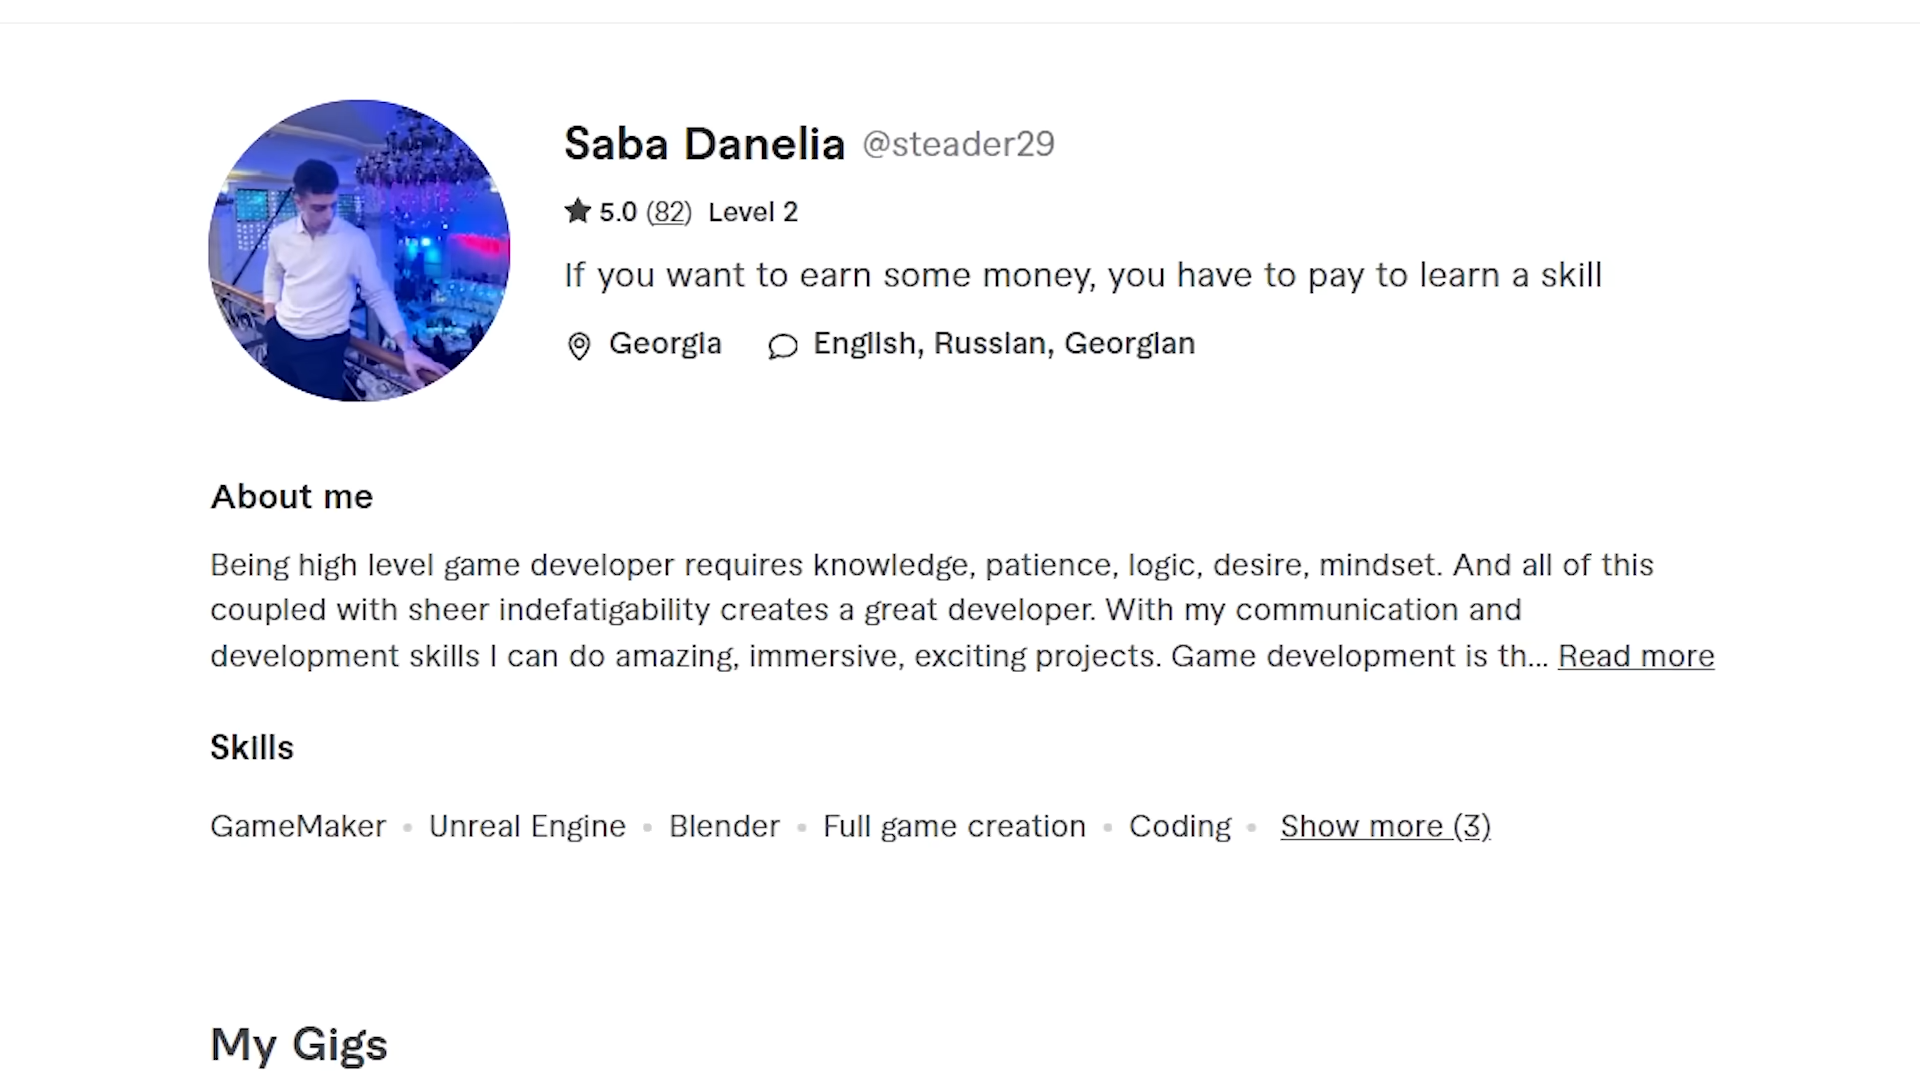 Saba Danelia @steader29
5.0 (82) Level 2
If you want to earn some money, you have to pay to learn a skill
Georgia English, Russian, Georgian
About me
Being high level game developer requires knowledge, patience, logic, desire, mindset. And all of this
coupled with sheer indefatigability creates a great developer. With my communication and
development skills I can do amazing, immersive, exciting projects. Game development is th... Read more
Skills
GameMaker • Unreal Engine • Blender • Full game creation • Coding • Show more (3)
My Gigs